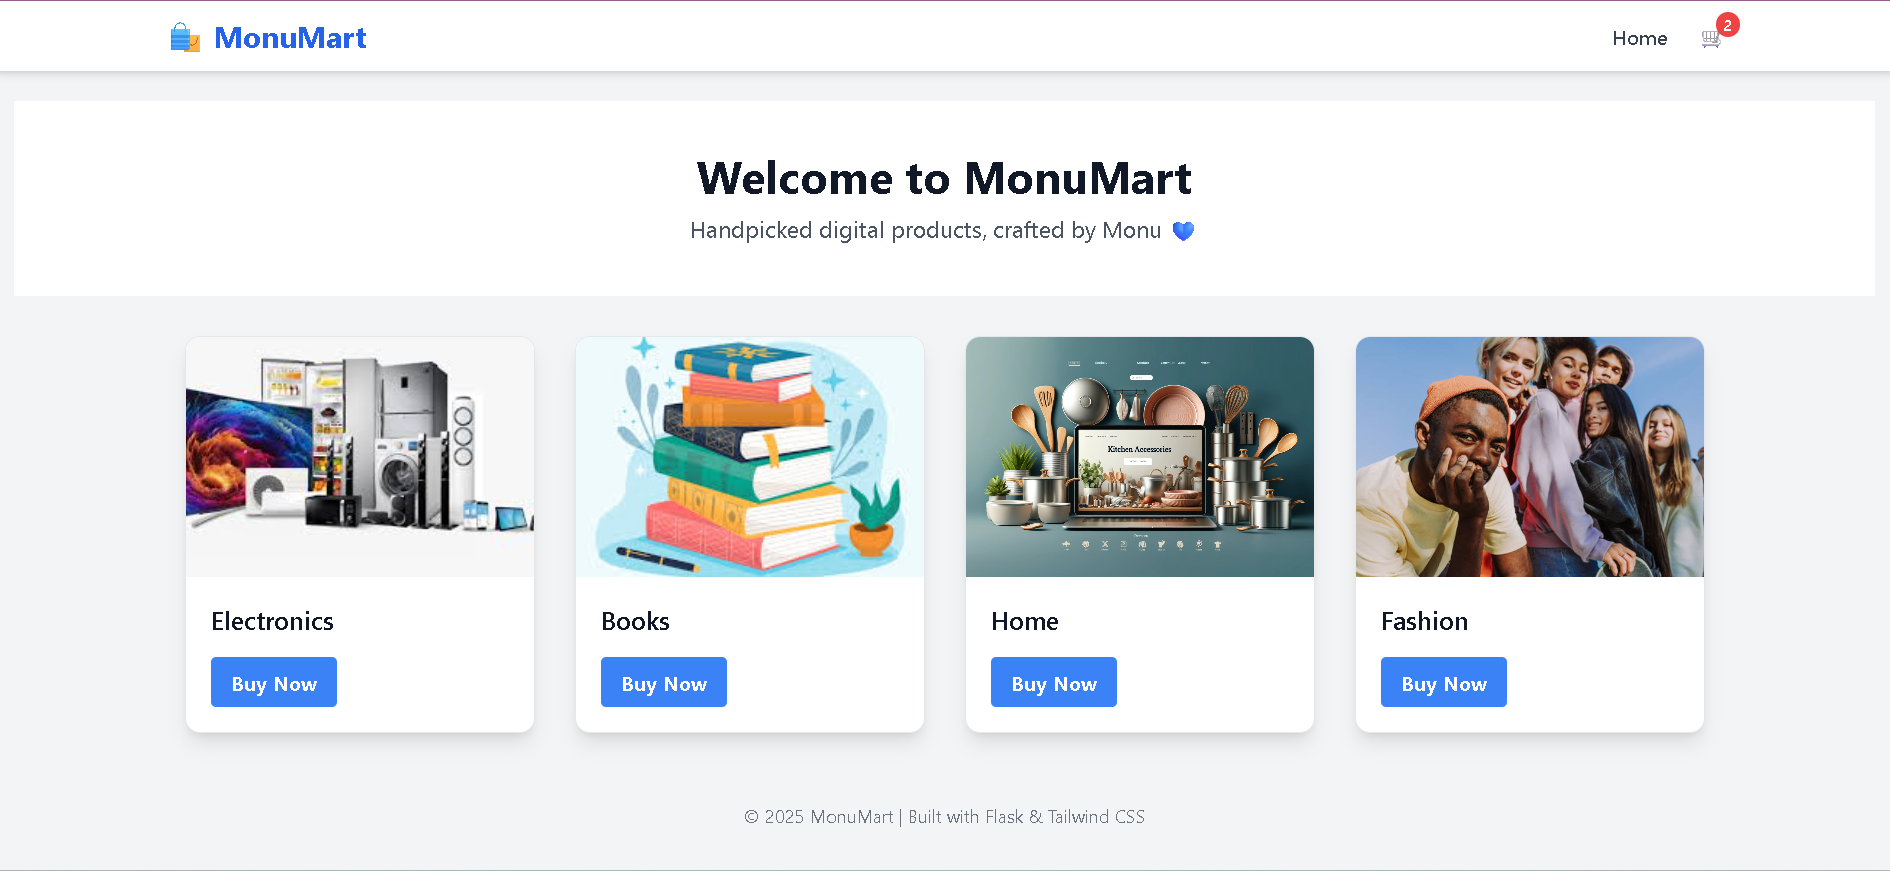 MonuMart
Home
2
Welcome to MonuMart
Handpicked digital products, crafted by Monu 💙
Kitchen Accessories
Electronics
Books
Home
Fashion
Buy Now
Buy Now
Buy Now
Buy Now
© 2025 MonuMart | Built with Flask & Tailwind CSS